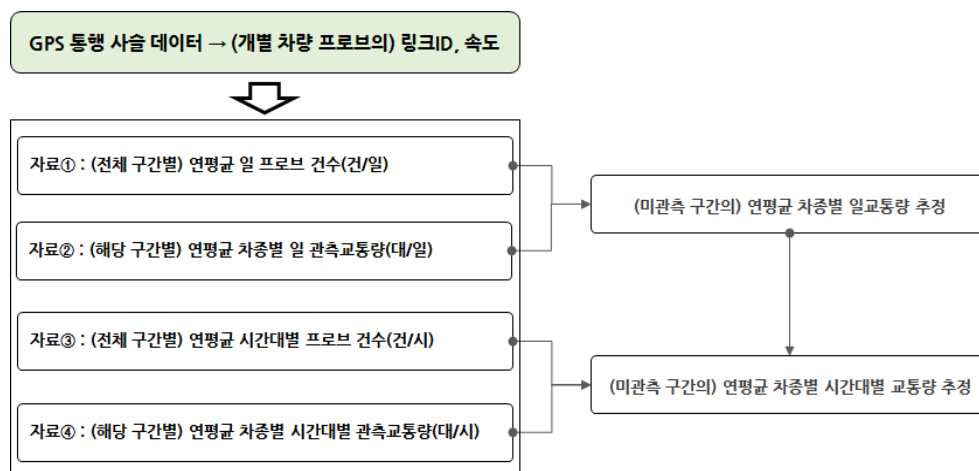 GPS 통행 사슬 데이터 → (개별 차량 프로브의) 링크ID, 속도
자료① : (전체 구간별) 연평균 일 프로브 건수(건/일)
자료② : (해당 구간별) 연평균 차종별 일 관측교통량(대/일)
(미관측 구간의) 연평균 차종별 일교통량 추정
자료③ : (전체 구간별) 연평균 시간대별 프로브 건수(건/시)
자료④ : (해당 구간별) 연평균 차종별 시간대별 관측교통량(대/시)
(미관측 구간의) 연평균 차종별 시간대별 교통량 추정